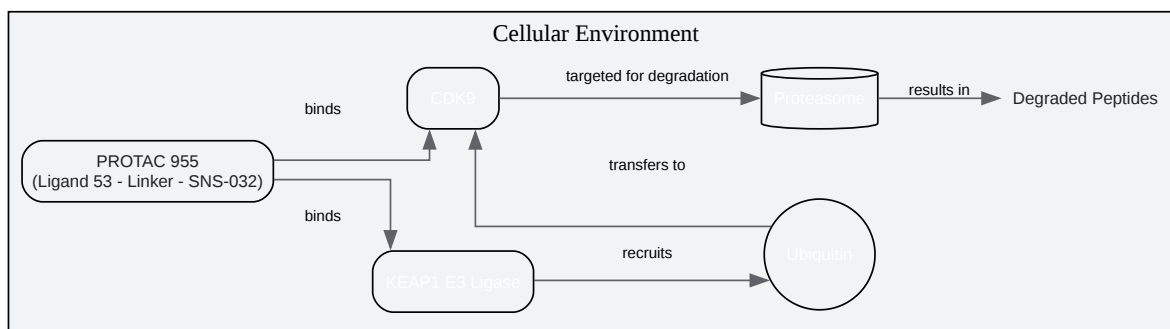 Cellular Environment
CDK9
targeted for degradation
Proteasome
results in
Degraded Peptides
binds
PROTAC 955
(Ligand 53 - Linker - SNS-032)
transfers to
binds
KEAP1 E3 Ligase
recruits
Ubiquitin